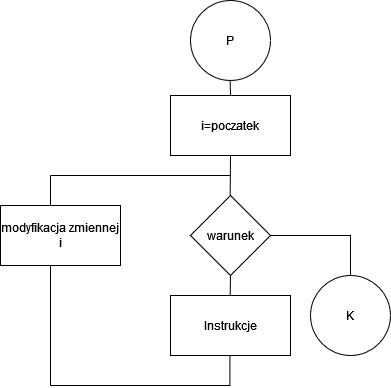 P
i=poczatek
modyfikacja zmiennej
i
warunek
Instrukcje
K